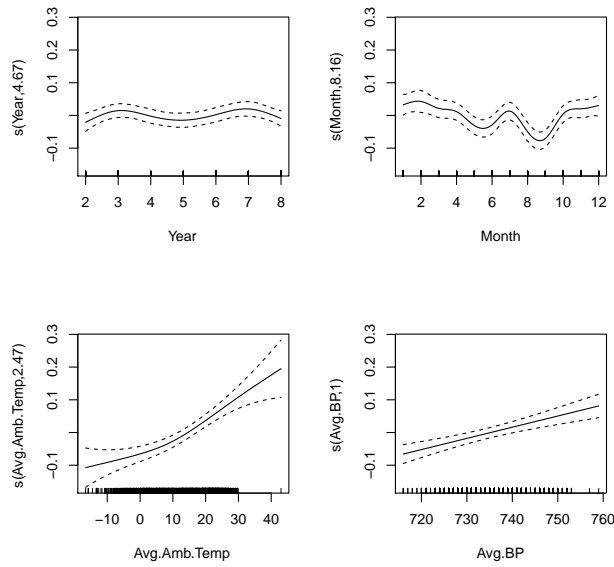 s(Year,4.67)
−0.1 0.1 0.2 0.3
2 3 4 5 6 7 8
Year
s(Month,8.16)
−0.1 0.1 0.2 0.3
2 4 6 8 10 12
Month
s(Avg.Amb.Temp,2.47)
−0.1 0.1 0.2 0.3
−10 0 10 20 30 40
Avg.Amb.Temp
s(Avg.BP,1)
−0.1 0.1 0.2 0.3
720 730 740 750 760
Avg.BP